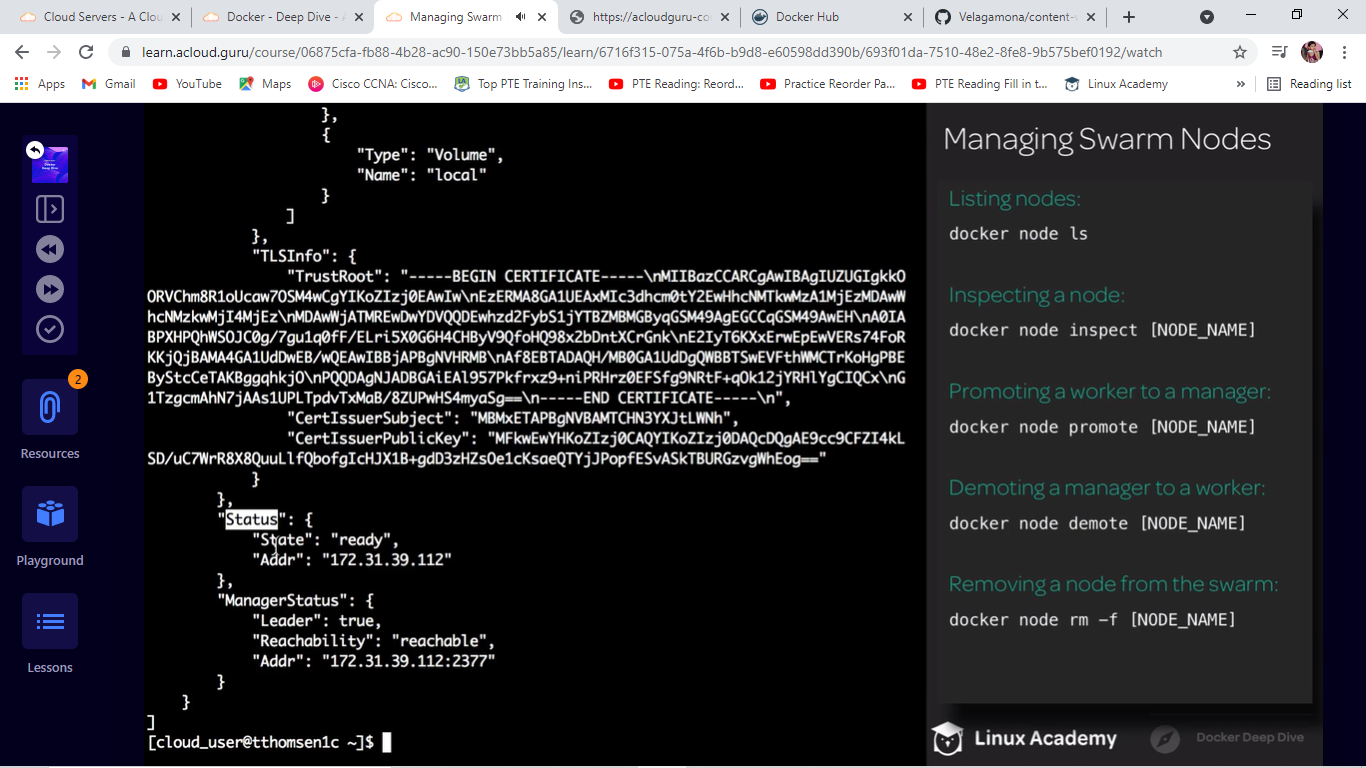 Cloud Servers - A Clou
Docker - Deep Dive - A
Managing Swarm
https://acloudguru-co
Docker Hub
Velagamona/content-
learn.acloud.guru/course/06875cfa-fb88-4b28-ac90-150e73bb5a85/learn/6716f315-075a-4f6b-b9d8-e60598dd390b/693f01da-7510-48e2-8fe8-9b575bef0192/watch
Apps
Gmail
YouTube
Maps
Cisco CCNA: Cisco...
Top PTE Training Ins...
PTE Reading: Reord...
Practice Reorder Pa...
PTE Reading Fill in t...
Linux Academy
»
Reading list
2
Resources
Playground
Lessons
},
{
"Type": "Volume",
"Name": "local"
}
]
},
"TLSInfo": {
"TrustRoot": "-----BEGIN CERTIFICATE-----\nMIIBazCCARCgAwIBAgIUZUGIgkkO
ORVChm8R1oUcaw7OSM4wCgYIKoZIzj0EAwIw\nEzERMA8GA1UEAxMIc3dhcm0tY2EwHhcNMTkwMzA1MjEzMDAwW
hcNMzkwMjI4MjEz\nMDAwWjATMREwDwYDVQQDEwhzd2FybS1jYTBZMBMGByqGSM49AgEGCCqGSM49AwEH\nA0IA
BPXHPQhWSOJC0g/7gu1q0fF/ELri5X0G6H4CHByV9QfoHQ98x2bDntXCrGnk\nE2IyT6KXxErwEpEwVERs74FoR
KKjQjBAMA4GA1UdDwEB/wQEAwIBBjAPBgNVHRMB\nAf8EBTADAQH/MB0GA1UdDgQWBBTSwEVFthWMCTrKoHgPBE
ByStcCeTAKBggqhkjO\nPQQDAgNJADBGAiEAl957Pkfrxz9+niPRHrz0EFSfg9NRtF+qOk12jYRHlYgCIQCx\nG
1TzgcmAhN7jAAs1UPLTpdvTxMaB/8ZUPwHS4myaSg==\n-----END CERTIFICATE-----\n",
"CertIssuerSubject": "MBMxETAPBgNVBAMTCHN3YXJtLWNh",
"CertIssuerPublicKey": "MFkwEwYHKoZIzj0CAQYIKoZIzj0DAQcDQgAE9cc9CFZI4kL
SD/uC7WrR8X8QuuLlfQbofgIcHJX1B+gdD3zHZsOe1cKsaeQTYjJPopfESvASkTBURGzvgWhEog=="
}
},
"Status": {
"State": "ready",
"Addr": "172.31.39.112"
},
"ManagerStatus": {
"Leader": true,
"Reachability": "reachable",
"Addr": "172.31.39.112:2377"
}
}
]
[cloud_user@tthomsen1c ~]$
Managing Swarm Nodes
Listing nodes:
docker node ls
Inspecting a node:
docker node inspect [NODE_NAME]
Promoting a worker to a manager:
docker node promote [NODE_NAME]
Demoting a manager to a worker:
docker node demote [NODE_NAME]
Removing a node from the swarm:
docker node rm -f [NODE_NAME]
Linux Academy
Docker Deep Dive